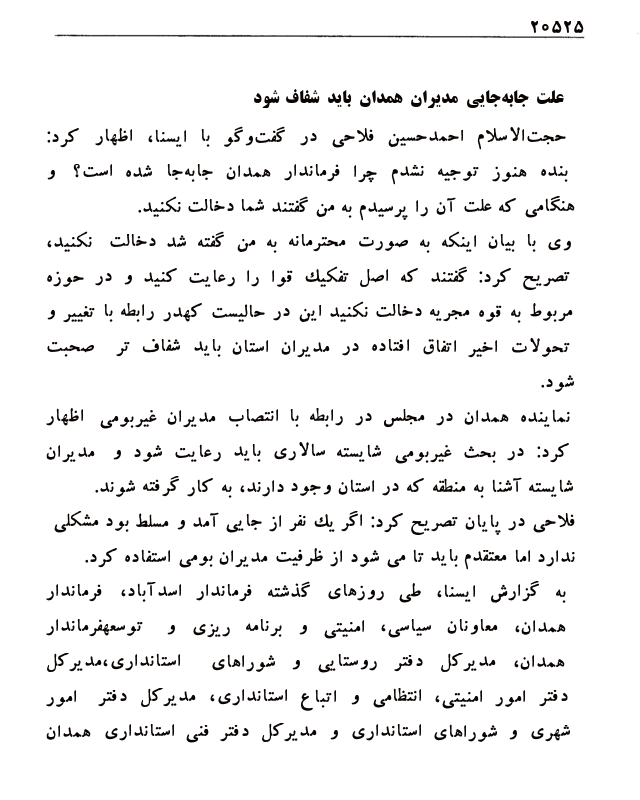 ۲۰۵۲۵
علت جابه‌جایی مدیران همدان باید شفاف شود
حجت‌الاسلام احمدحسین فلاحی در گفت‌وگو با ایسنا، اظهار کرد:
بنده هنوز توجیه نشدم چرا فرماندار همدان جابه‌جا شده است؟ و
هنگامی که علت آن را پرسیدم به من گفتند شما دخالت نکنید.
وی با بیان اینکه به صورت محترمانه به من گفته شد دخالت نکنید،
تصریح کرد: گفتند که اصل تفکیك قوا را رعایت کنید و در حوزه
مربوط به قوه مجریه دخالت نکنید این در حالیست کهدر رابطه با تغییر و
تحولات اخیر اتفاق افتاده در مدیران استان باید شفاف تر صحبت
شود.
نماینده همدان در مجلس در رابطه با انتصاب مدیران غیربومی اظهار
کرد: در بحث غیربومی شایسته سالاری باید رعایت شود و مدیران
شایسته آشنا به منطقه که در استان وجود دارند، به کار گرفته شوند.
فلاحی در پایان تصریح کرد: اگر یك نفر از جایی آمد و مسلط بود مشکلی
ندارد اما معتقدم باید تا می شود از ظرفیت مدیران بومی استفاده کرد.
به گزارش ایسنا، طی روزهای گذشته فرماندار اسدآباد، فرماندار
همدان، معاونان سیاسی، امنیتی و برنامه ریزی و توسعهفرماندار
همدان، مدیرکل دفتر روستایی و شوراهای استانداری،مدیرکل
دفتر امور امنیتی، انتظامی و اتباع استانداری، مدیرکل دفتر امور
شهری و شوراهای استانداری و مدیرکل دفتر فنی استانداری همدان